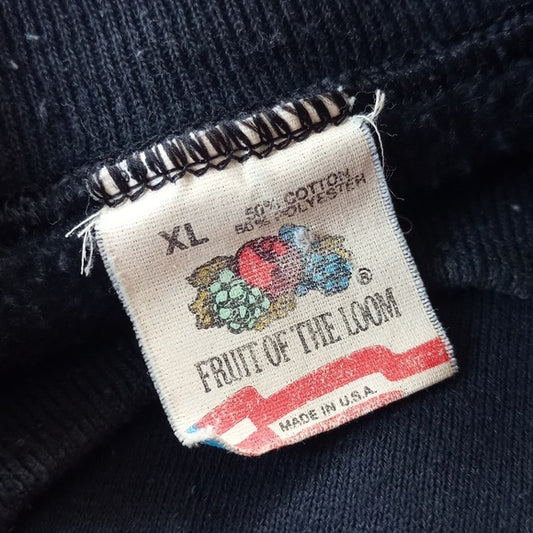 XL
50% COTTON
50% POLYESTER
®
FRUIT OF THE LOOM
MADE IN U.S.A.